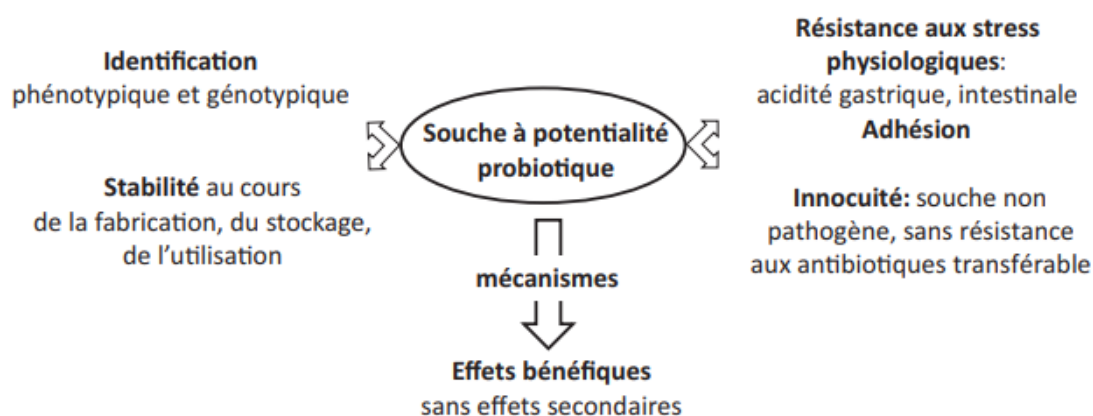 Identification
phénotypique et génotypique
Stabilité au cours
de la fabrication, du stockage,
de l'utilisation
Souche à potentialité
probiotique
Résistance aux stress
physiologiques:
acidité gastrique, intestinale
Adhésion
Innocuité: souche non
pathogène, sans résistance
aux antibiotiques transférable
mécanismes
Effets bénéfiques
sans effets secondaires